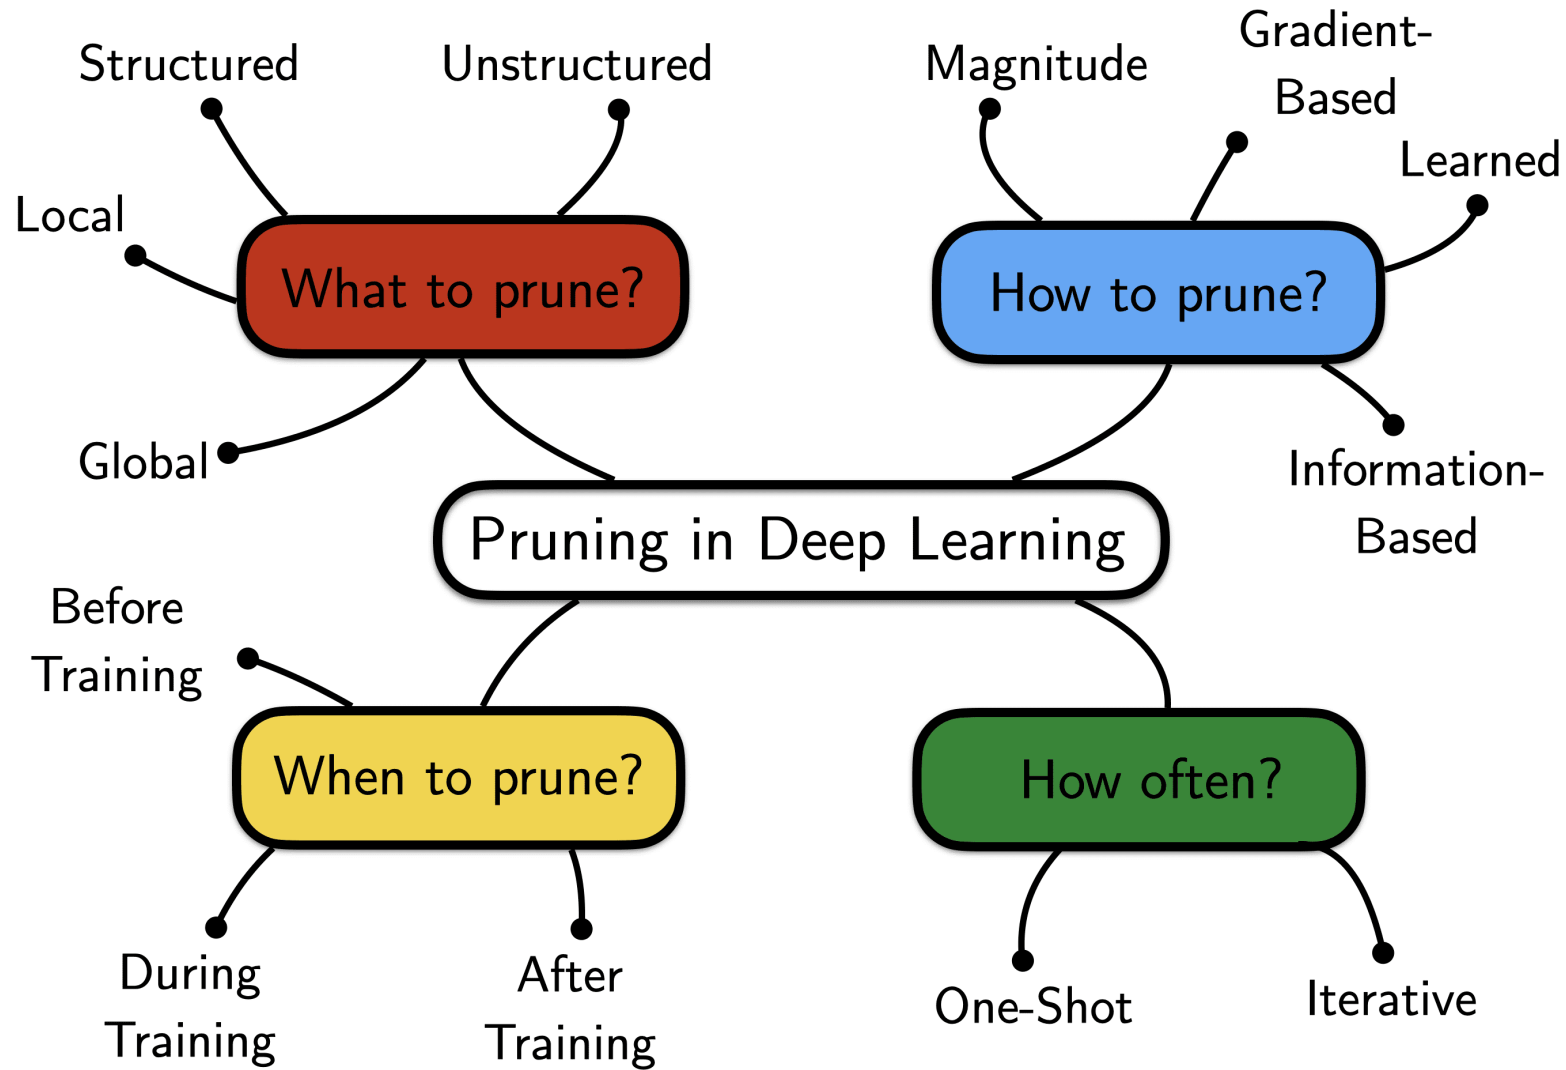 Structured
Unstructured
Local
What to prune?
Global
Magnitude
Gradient-
Based
Learned
How to prune?
Information-
Based
Pruning in Deep Learning
Before
Training
When to prune?
During
Training
After
Training
How often?
One-Shot
Iterative